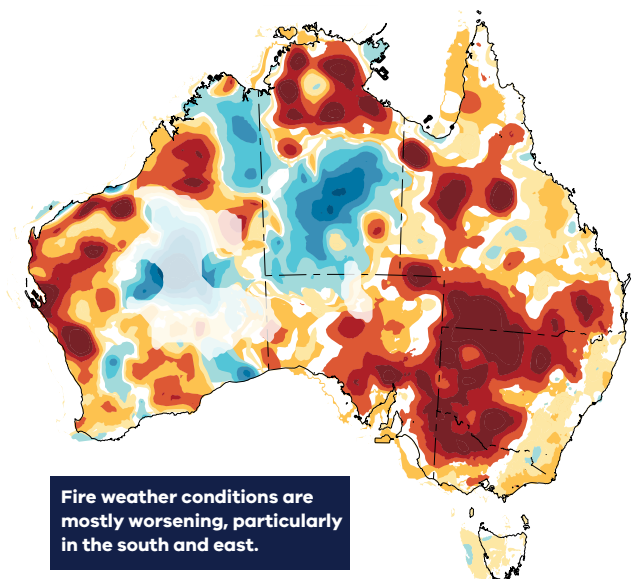 Fire weather conditions are
mostly worsening, particularly
in the south and east.